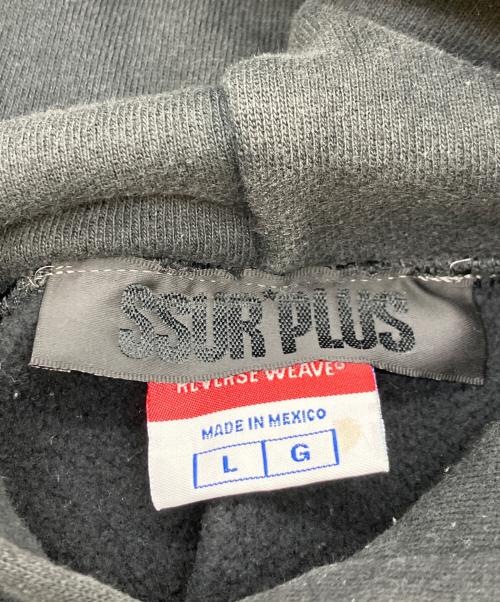 SSUR*PLUS
REVERSE WEAVE®
MADE IN MEXICO
L G